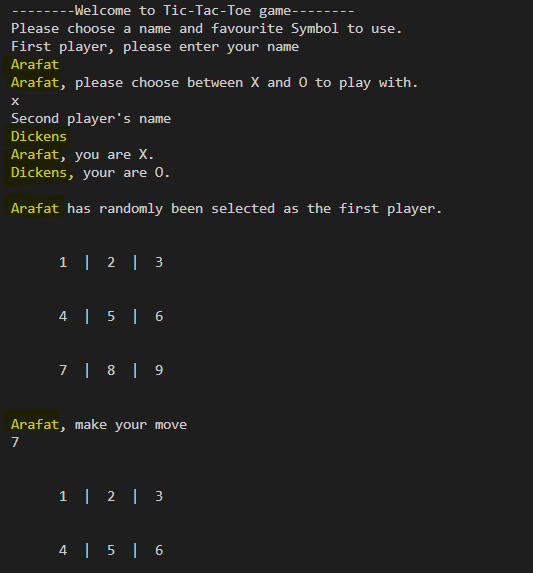 --------Welcome to Tic-Tac-Toe game--------
Please choose a name and favourite Symbol to use.
First player, please enter your name
Arafat
Arafat, please choose between X and O to play with.
x
Second player's name
Dickens
Arafat, you are X.
Dickens, your are O.
Arafat has randomly been selected as the first player.
1 | 2 | 3
4 | 5 | 6
7 | 8 | 9
Arafat, make your move
7
1 | 2 | 3
4 | 5 | 6